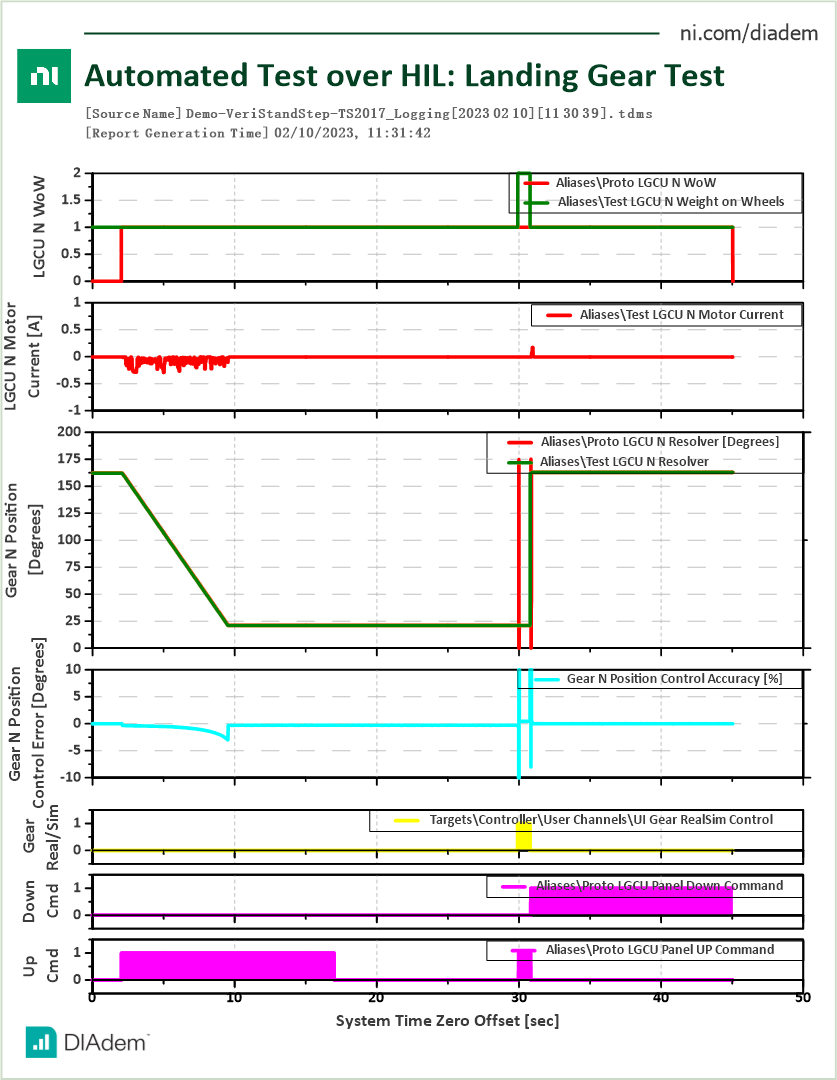 ni.com/diadem
ni
Automated Test over HIL: Landing Gear Test
[Source Name] Demo-VeriStandStep-TS2017_Logging[2023 02 10][11 30 39]. tdms
[Report Generation Time] 02/10/2023, 11:31:42
LGCU N WoW
2
1.5
1
0.5
0
Aliases\Proto LGCU N WoW
Aliases\Test LGCU N Weight on Wheels
LGCU N Motor
Current [A]
1
0.5
0
-0.5
-1
Aliases\Test LGCU N Motor Current
Gear N Position
[Degrees]
200
175
150
125
100
75
50
25
0
Aliases\Proto LGCU N Resolver [Degrees]
Aliases\Test LGCU N Resolver
Gear N Position
Control Error [Degrees]
10
5
0
-5
-10
Gear N Position Control Accuracy [%]
Gear
Real/Sim
1
0
Targets\Controller\User Channels\UI Gear RealSim Control
Down
Cmd
1
0
Aliases\Proto LGCU Panel Down Command
Up
Cmd
1
0
Aliases\Proto LGCU Panel UP Command
0 10 20 30 40 50
System Time Zero Offset [sec]
DIAdem™